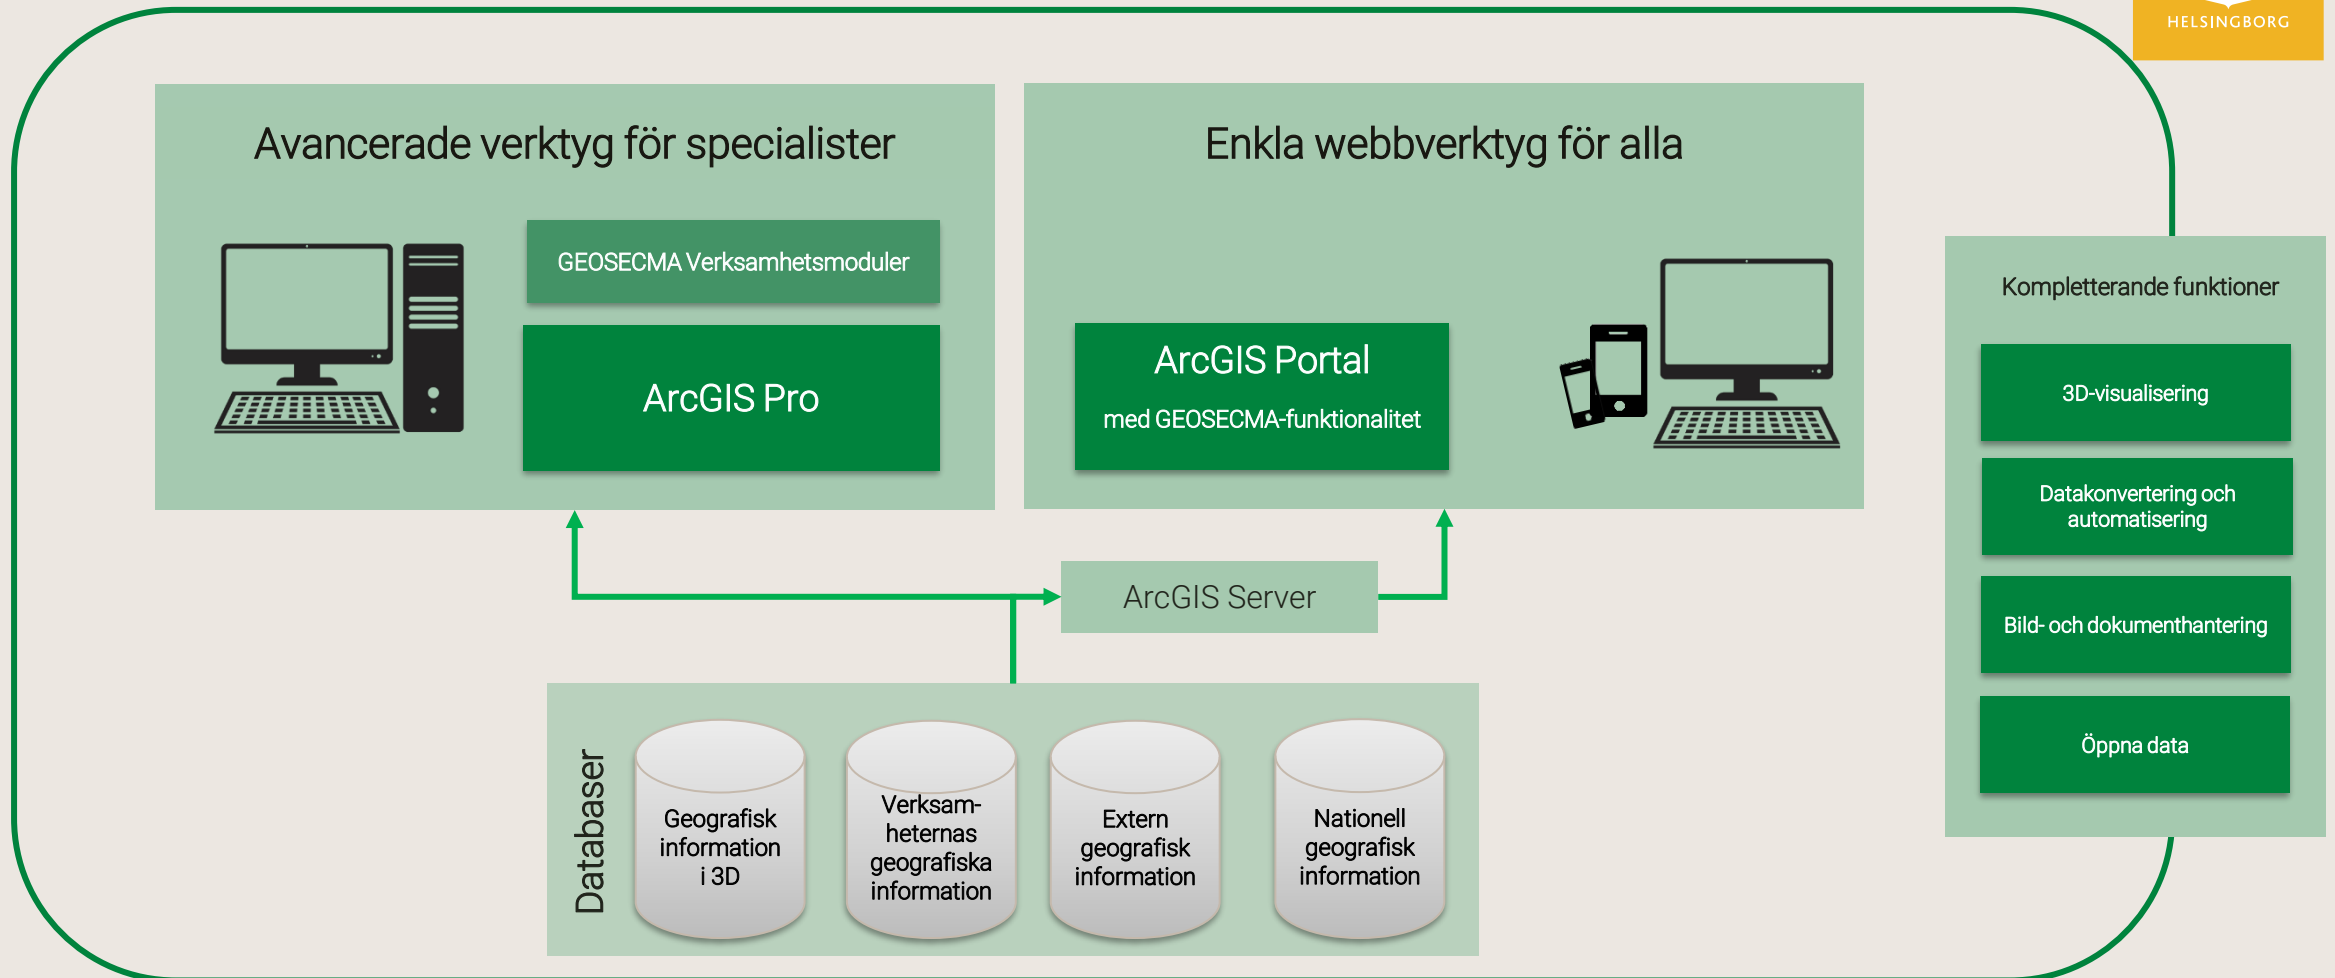 HELSINGBORG
Avancerade verktyg för specialister
GEOSECMA Verksamhetsmoduler
ArcGIS Pro
Enkla webbverktyg för alla
ArcGIS Portal
med GEOSECMA-funktionalitet
Kompletterande funktioner
3D-visualisering
Datakonvertering och
automatisering
Bild- och dokumenthantering
Öppna data
ArcGIS Server
Databaser
Geografisk
information
i 3D
Verksam-
heternas
geografiska
information
Extern
geografisk
information
Nationell
geografisk
information